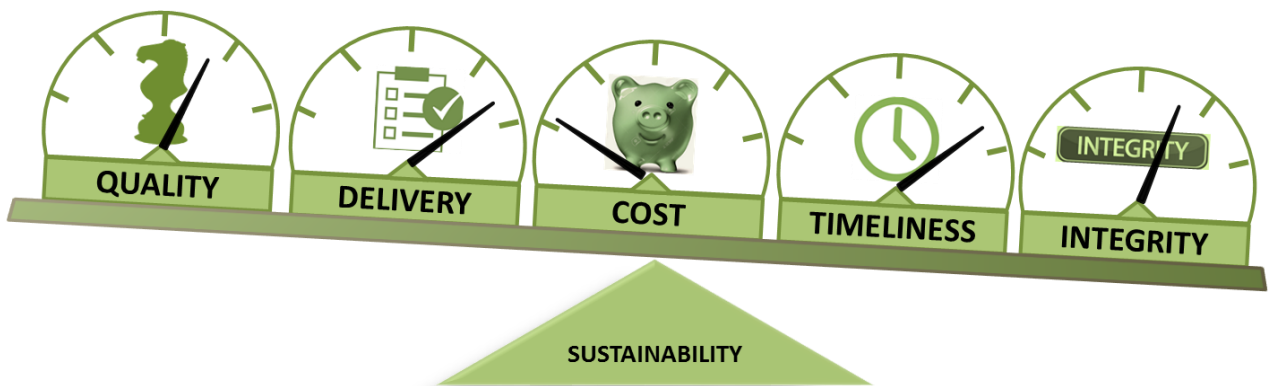 INTEGRITY
QUALITY
DELIVERY
COST
TIMELINESS
INTEGRITY
SUSTAINABILITY